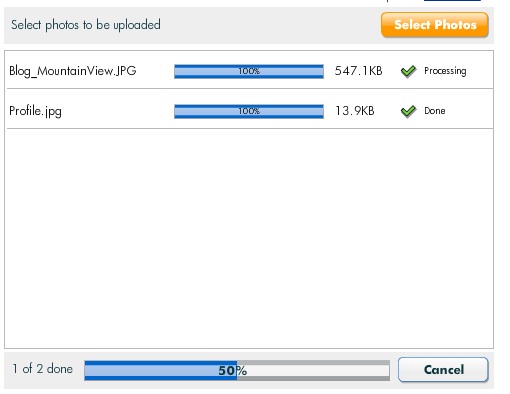 Select photos to be uploaded Select Photos
Blog_MountainView.JPG 100% 547.1KB Processing
Profile.jpg 100% 13.9KB Done
1 of 2 done 50% Cancel